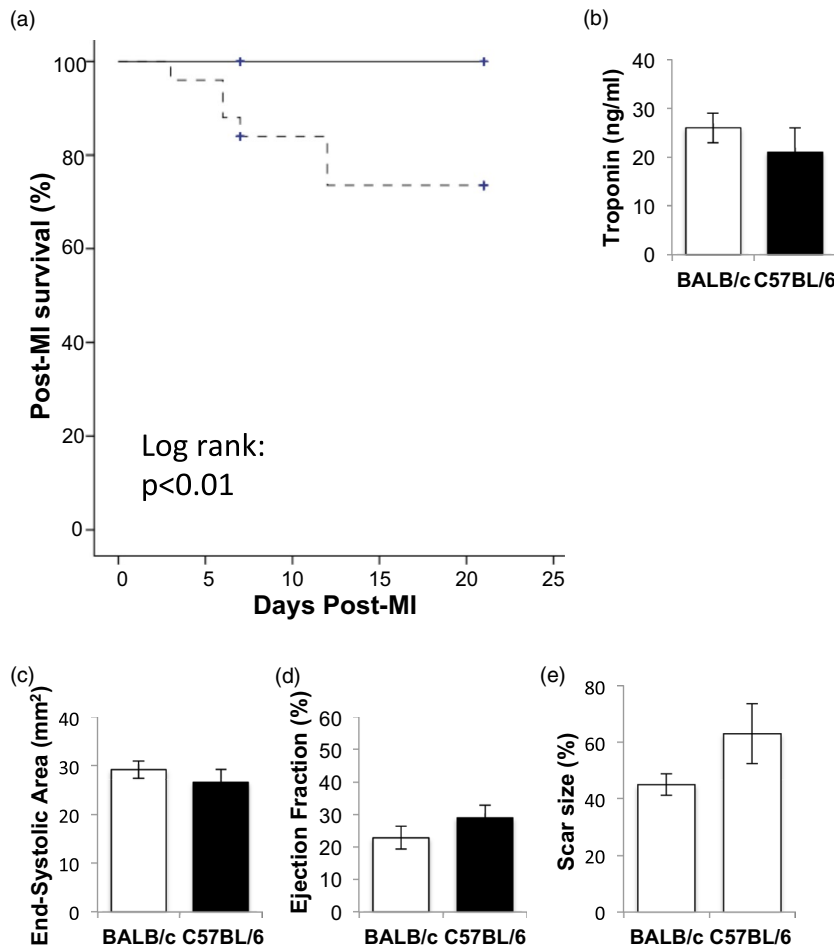 (a)
100
80
60
40
20
0
Post-MI survival (%)
Log rank:
p<0.01
0 5 10 15 20 25
Days Post-MI
(b)
40
30
20
10
0
Troponin (ng/ml)
BALB/c C57BL/6
(c)
40
30
20
10
0
End-Systolic Area (mm²)
BALB/c C57BL/6
(d)
60
50
40
30
20
10
0
Ejection Fraction (%)
BALB/c C57BL/6
(e)
80
60
40
20
0
Scar size (%)
BALB/c C57BL/6